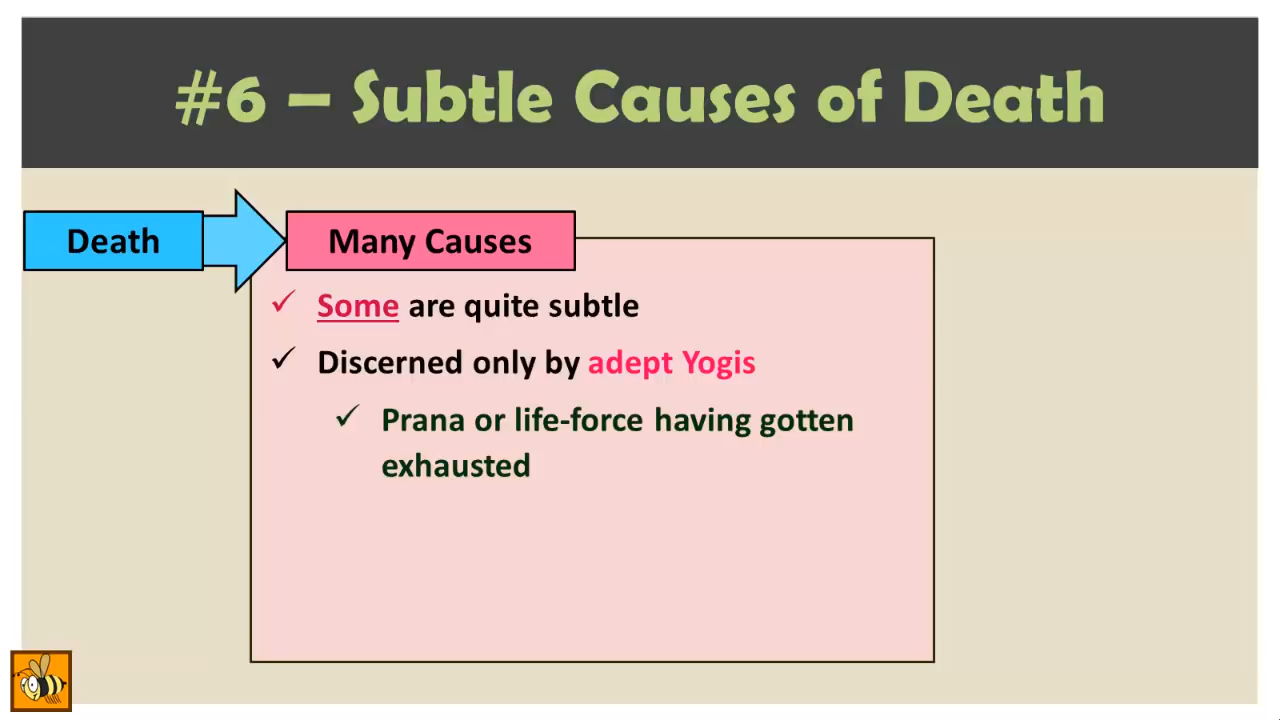 #6 – Subtle Causes of Death
Death
Many Causes
✓ Some are quite subtle
✓ Discerned only by adept Yogis
✓ Prana or life-force having gotten
exhausted